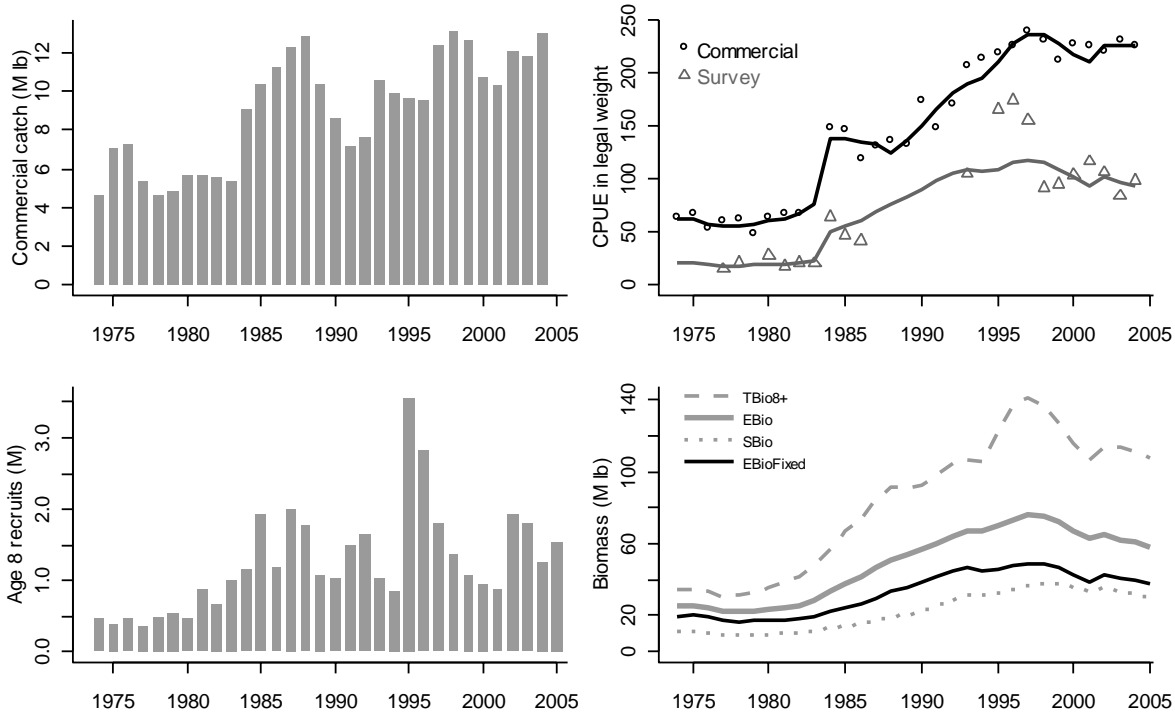 Commercial catch (M lb)
12
10
8
6
4
2
0
1975 1980 1985 1990 1995 2000 2005
CPUE in legal weight
250
200
150
100
50
0
Commercial
Survey
1975 1980 1985 1990 1995 2000 2005
Age 8 recruits (M)
3.0
2.0
1.0
0.0
1975 1980 1985 1990 1995 2000 2005
Biomass (M lb)
140
100
60
20
0
TBio8+
EBio
SBio
EBioFixed
1975 1980 1985 1990 1995 2000 2005